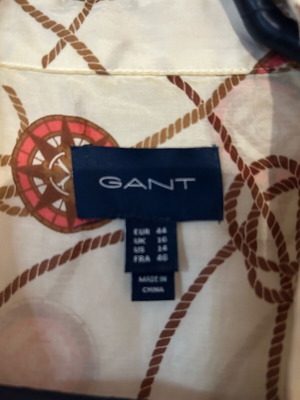 GANT
EUR 44
UK 16
US 14
FRA 46
MADE IN
CHINA